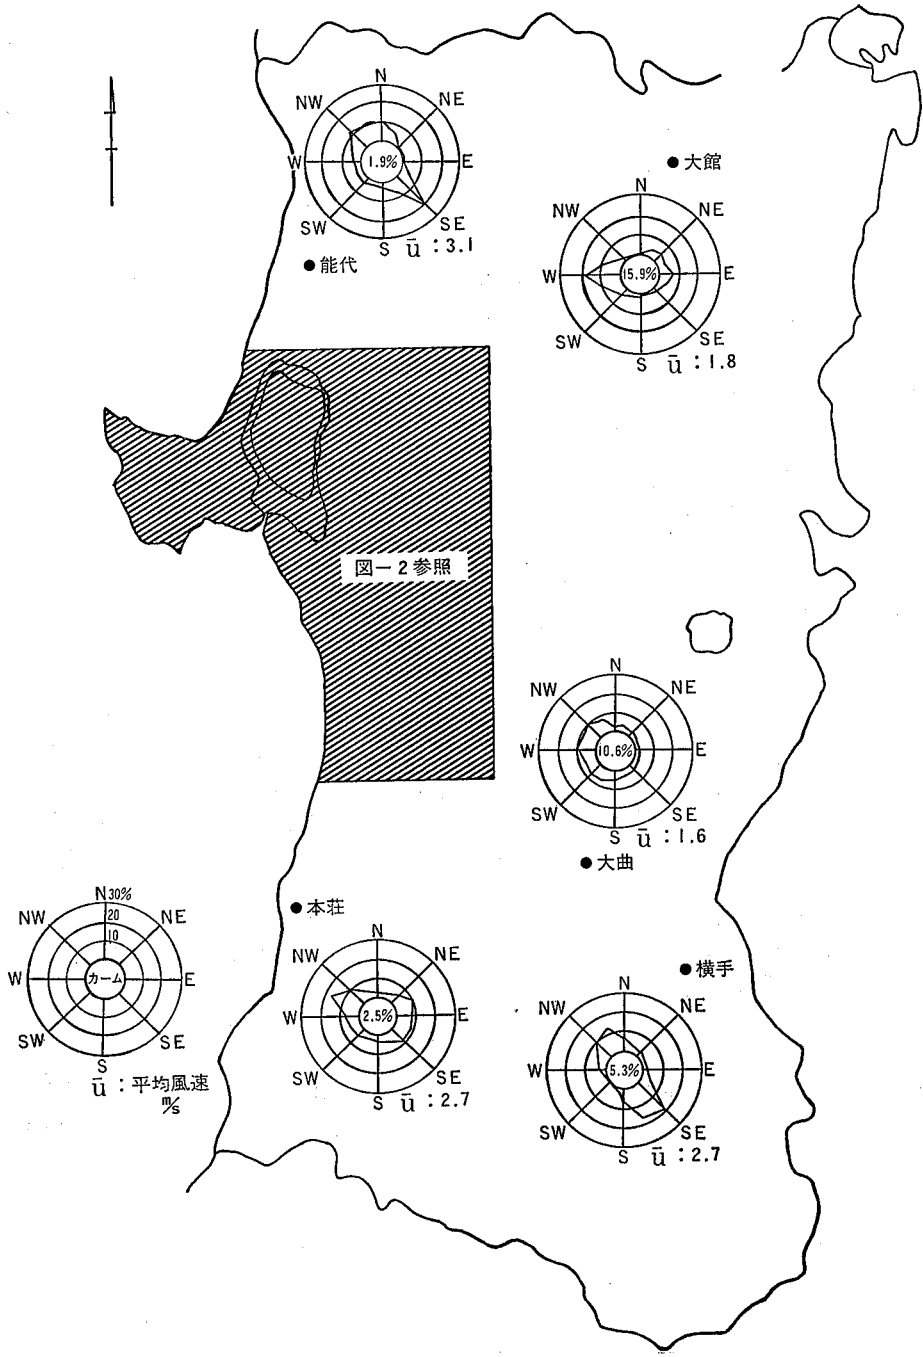 N
NW
NE
W
1.9%
E
SW
SE
S
ū : 3.1
●能代
●大館
N
NW
NE
W
15.9%
E
SW
SE
S
ū : 1.8
図-2参照
N
NW
NE
W
10.6%
E
SW
SE
S
ū : 1.6
●大曲
N 30%
20
10
NW
NE
W
カーム
E
SW
SE
S
ū : 平均風速
m/s
●本荘
N
NW
NE
W
2.5%
E
SW
SE
S
ū : 2.7
●横手
N
NW
NE
W
5.3%
E
SW
SE
S
ū : 2.7